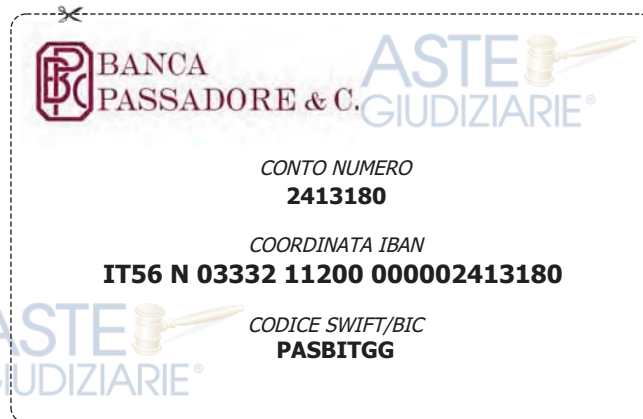 BANCA
PASSADORE & C.
ASTE
GIUDIZIARIE®
CONTO NUMERO
2413180
COORDINATA IBAN
IT56 N 03332 11200 000002413180
CODICE SWIFT/BIC
PASBITGG
ASTE
GIUDIZIARIE®